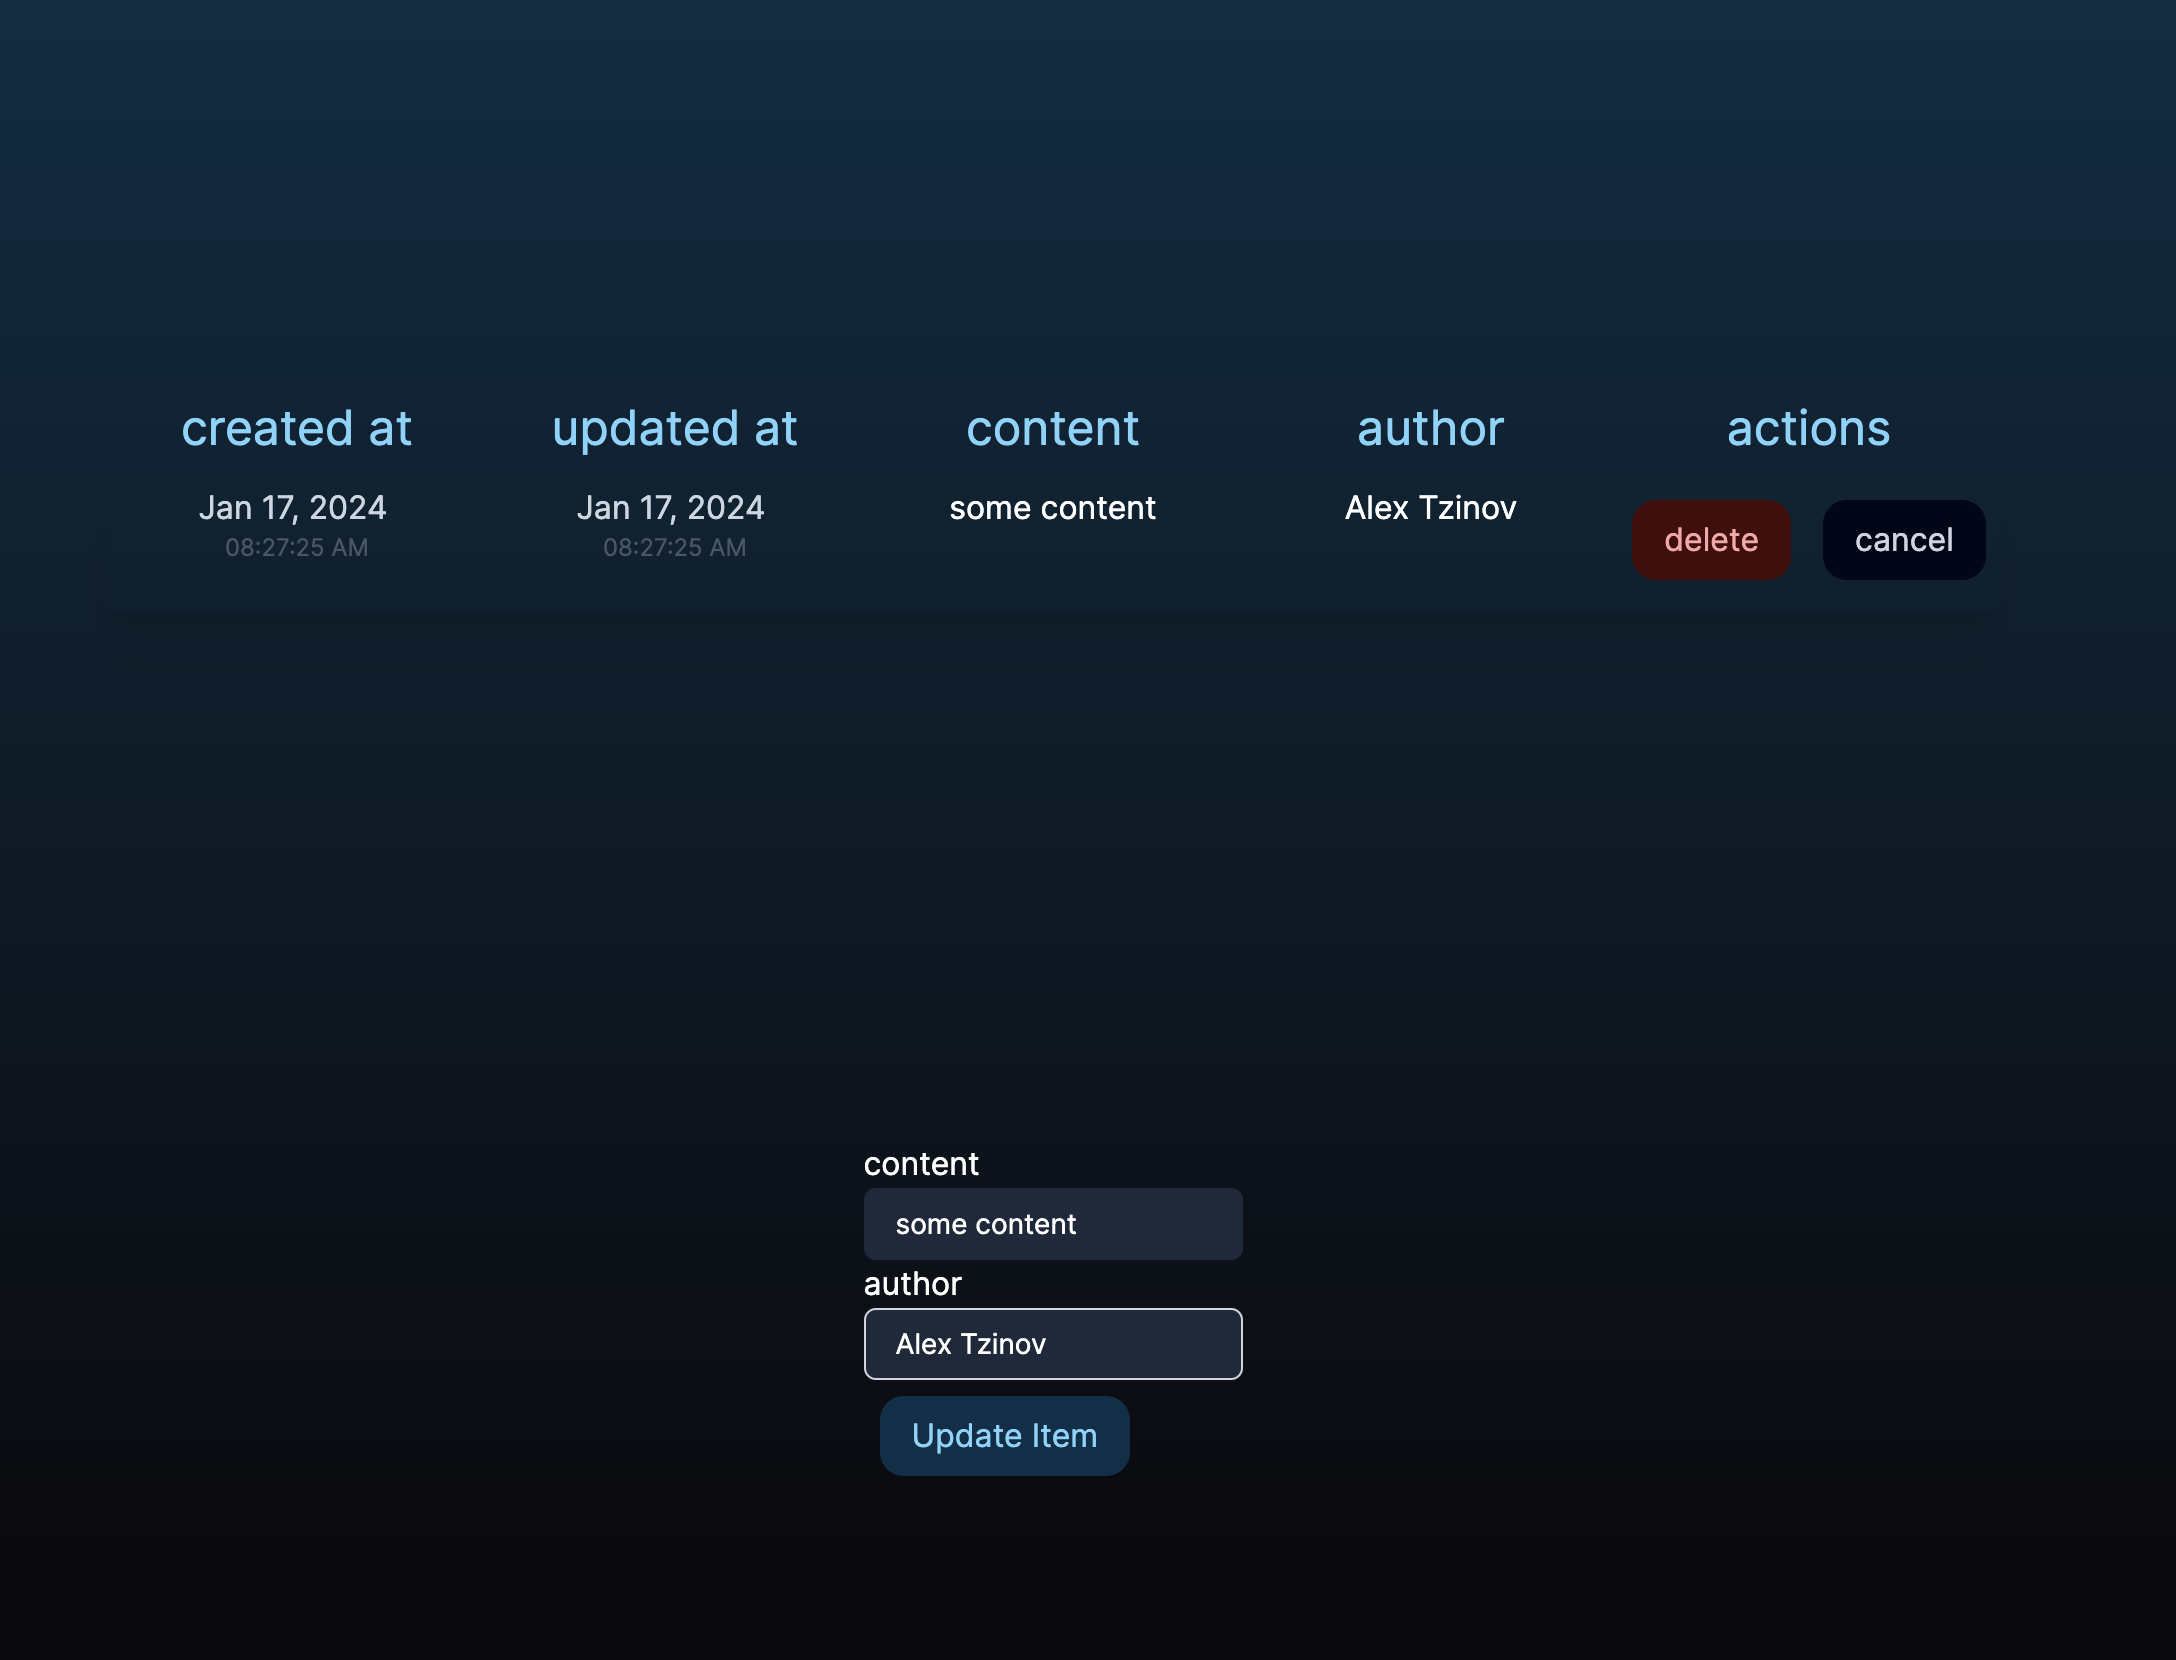 created at updated at content author actions
Jan 17, 2024 Jan 17, 2024 some content Alex Tzinov
08:27:25 AM 08:27:25 AM delete cancel
content
some content
author
Alex Tzinov
Update Item